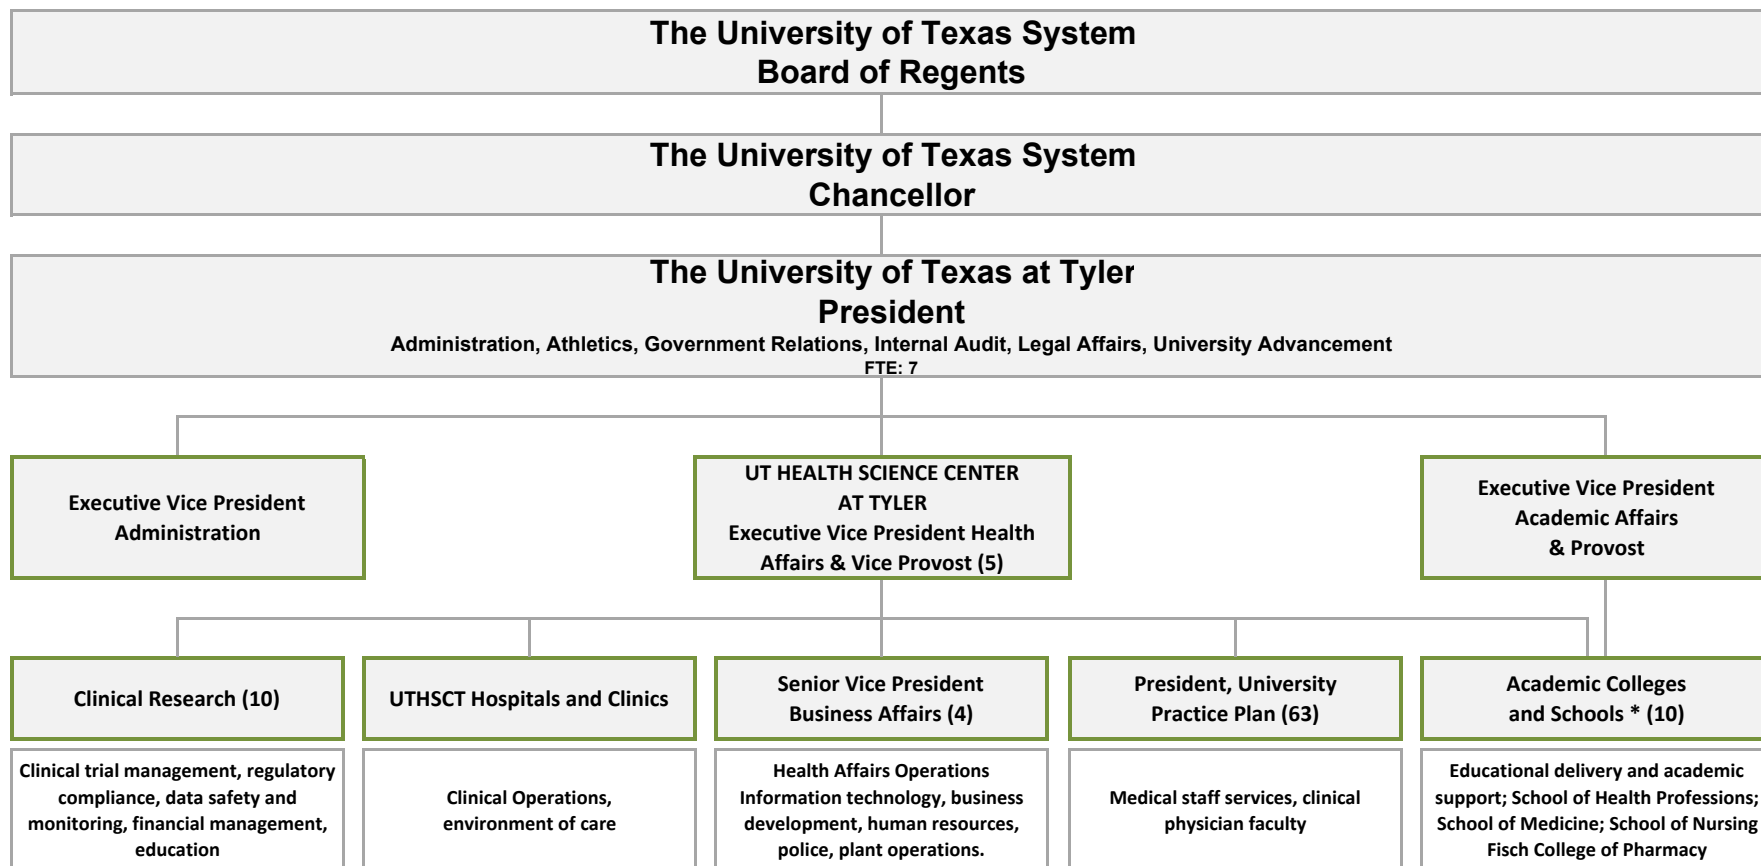 The University of Texas System
Board of Regents
The University of Texas System
Chancellor
The University of Texas at Tyler
President
Administration, Athletics, Government Relations, Internal Audit, Legal Affairs, University Advancement
FTE: 7
Executive Vice President
Administration
UT HEALTH SCIENCE CENTER
AT TYLER
Executive Vice President Health
Affairs & Vice Provost (5)
Executive Vice President
Academic Affairs
& Provost
Clinical Research (10)
UTHSCT Hospitals and Clinics
Senior Vice President
Business Affairs (4)
President, University
Practice Plan (63)
Academic Colleges
and Schools * (10)
Clinical trial management, regulatory
compliance, data safety and
monitoring, financial management,
education
Clinical Operations,
environment of care
Health Affairs Operations
Information technology, business
development, human resources,
police, plant operations.
Medical staff services, clinical
physician faculty
Educational delivery and academic
support; School of Health Professions;
School of Medicine; School of Nursing
Fisch College of Pharmacy